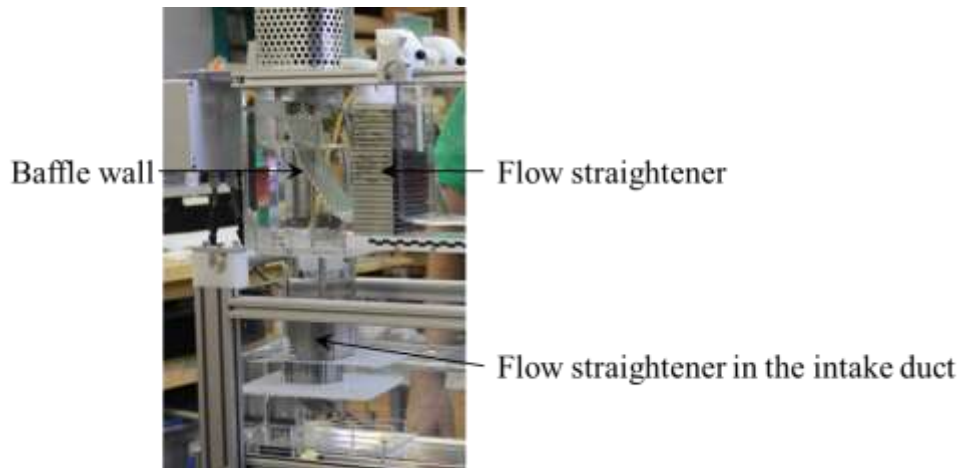 Baffle wall
Flow straightener
Flow straightener in the intake duct